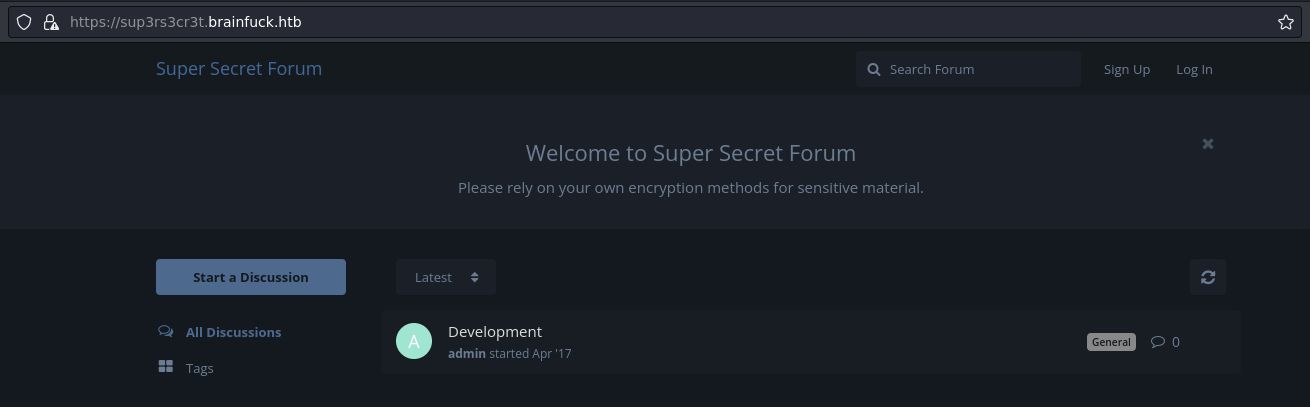 https://sup3rs3cr3t.brainfuck.htb
Super Secret Forum
Search Forum
Sign Up
Log In
Welcome to Super Secret Forum
Please rely on your own encryption methods for sensitive material.
Start a Discussion
Latest
All Discussions
Tags
A
Development
admin started Apr '17
General
0